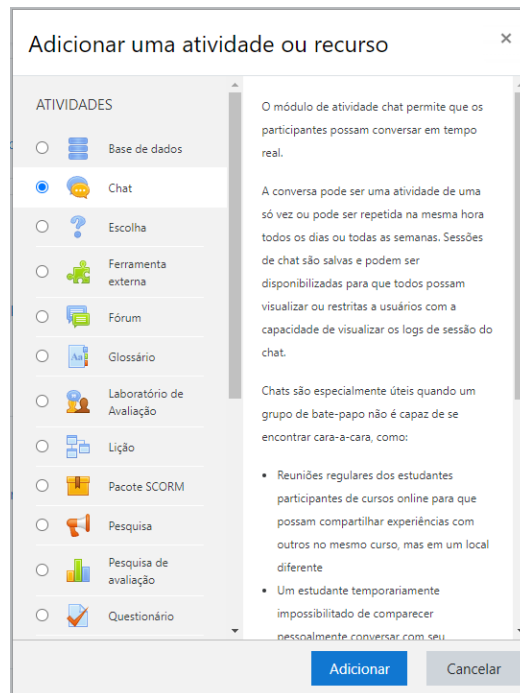 Adicionar uma atividade ou recurso
×
ATIVIDADES
Base de dados
Chat
Escolha
Ferramenta
externa
Fórum
Glossário
Laboratório de
Avaliação
Lição
Pacote SCORM
Pesquisa
Pesquisa de
avaliação
Questionário
O módulo de atividade chat permite que os
participantes possam conversar em tempo
real.
A conversa pode ser uma atividade de uma
só vez ou pode ser repetida na mesma hora
todos os dias ou todas as semanas. Sessões
de chat são salvas e podem ser
disponibilizadas para que todos possam
visualizar ou restritas a usuários com a
capacidade de visualizar os logs de sessão do
chat.
Chats são especialmente úteis quando um
grupo de bate-papo não é capaz de se
encontrar cara-a-cara, como:
• Reuniões regulares dos estudantes
participantes de cursos online para que
possam compartilhar experiências com
outros no mesmo curso, mas em um local
diferente
• Um estudante temporariamente
impossibilitado de comparecer
pessoalmente conversar com seu
Adicionar
Cancelar